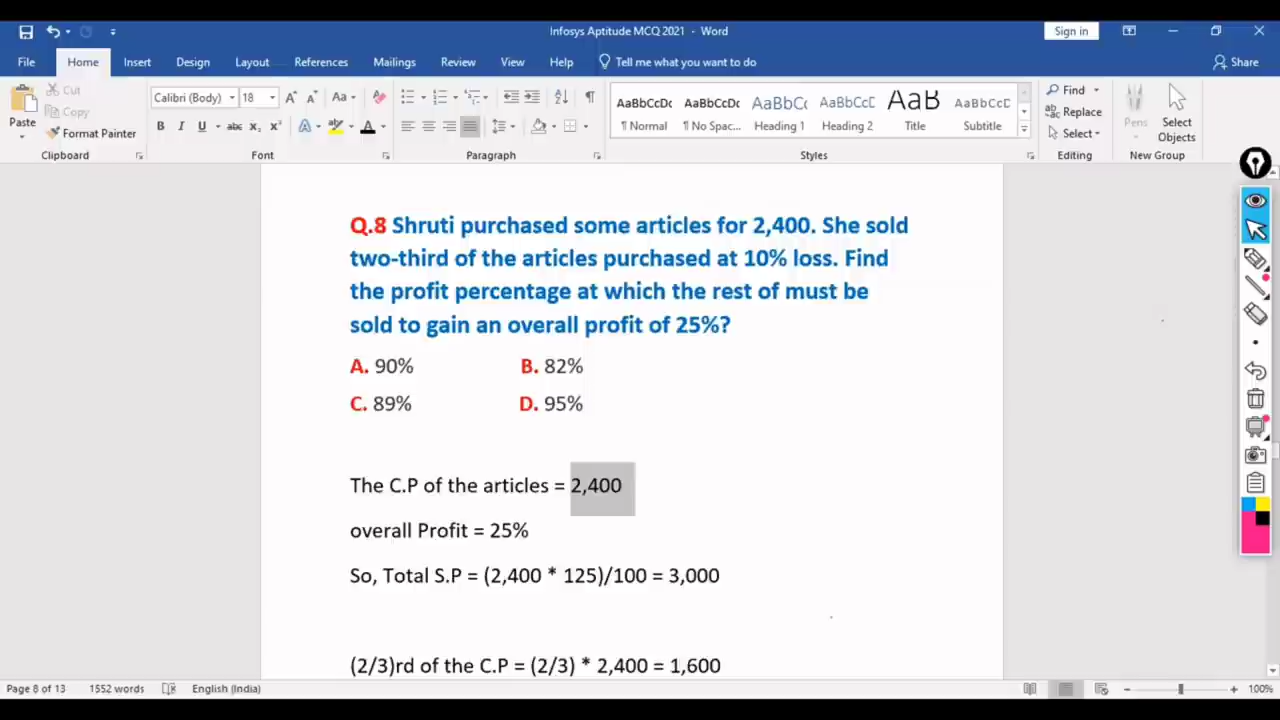 Infosys Aptitude MCQ 2021 - Word
Sign in
File Home Insert Design Layout References Mailings Review View Help Tell me what you want to do Share
Paste
Cut
Copy
Format Painter
Clipboard
Calibri (Body) 18
Font
Paragraph
AaBbCcDc AaBbCcDc AaBbCc AaBbCcE AaB AaBbCcD
¶ Normal ¶ No Spac... Heading 1 Heading 2 Title Subtitle
Styles
Find
Replace
Select
Editing
Pens
Select Objects
New Group
Q.8 Shruti purchased some articles for 2,400. She sold
two-third of the articles purchased at 10% loss. Find
the profit percentage at which the rest of must be
sold to gain an overall profit of 25%?
A. 90% B. 82%
C. 89% D. 95%
The C.P of the articles = 2,400
overall Profit = 25%
So, Total S.P = (2,400 * 125)/100 = 3,000
(2/3)rd of the C.P = (2/3) * 2,400 = 1,600
Page 8 of 13 1552 words English (India) 100%